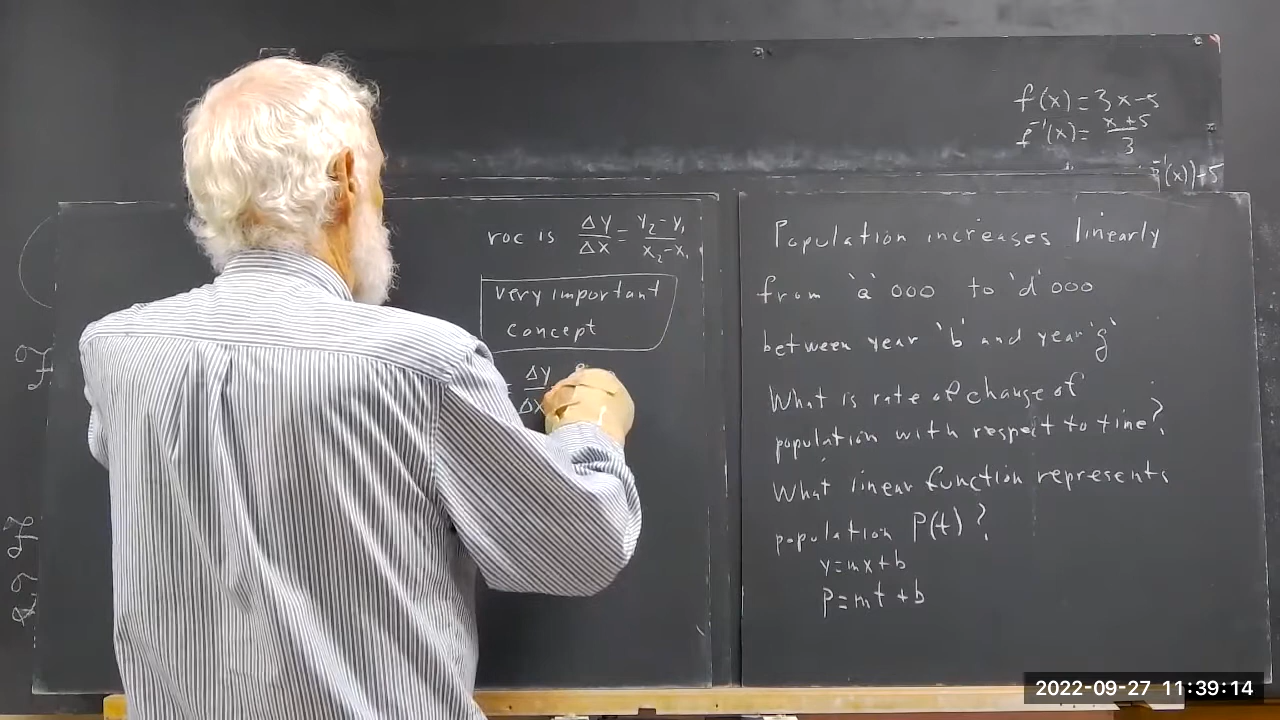 f(x)=3x-5
f⁻¹(x)= x+5 / 3
⁻¹(x))+5
roc is Δy/Δx = y₂-y₁ / x₂-x₁
very important
concept
= Δy / Δx
Population increases linearly
from 'a'000 to 'd'000
between year 'b' and year 'g'
What is rate of change of
population with respect to time?
What linear function represents
population P(t)?
y=mx+b
P=mt+b
2022-09-27 11:39:14